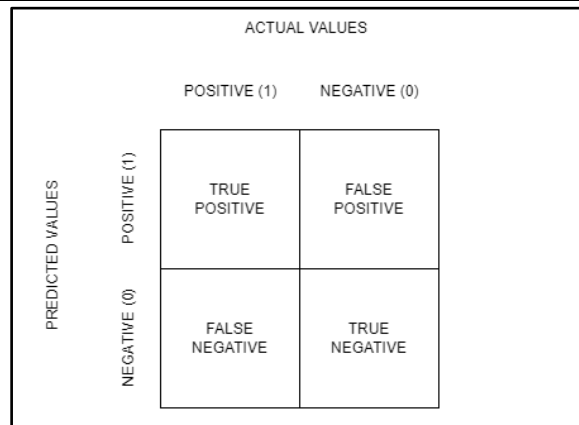 ACTUAL VALUES
POSITIVE (1) NEGATIVE (0)
PREDICTED VALUES
POSITIVE (1)
TRUE
POSITIVE
FALSE
POSITIVE
NEGATIVE (0)
FALSE
NEGATIVE
TRUE
NEGATIVE